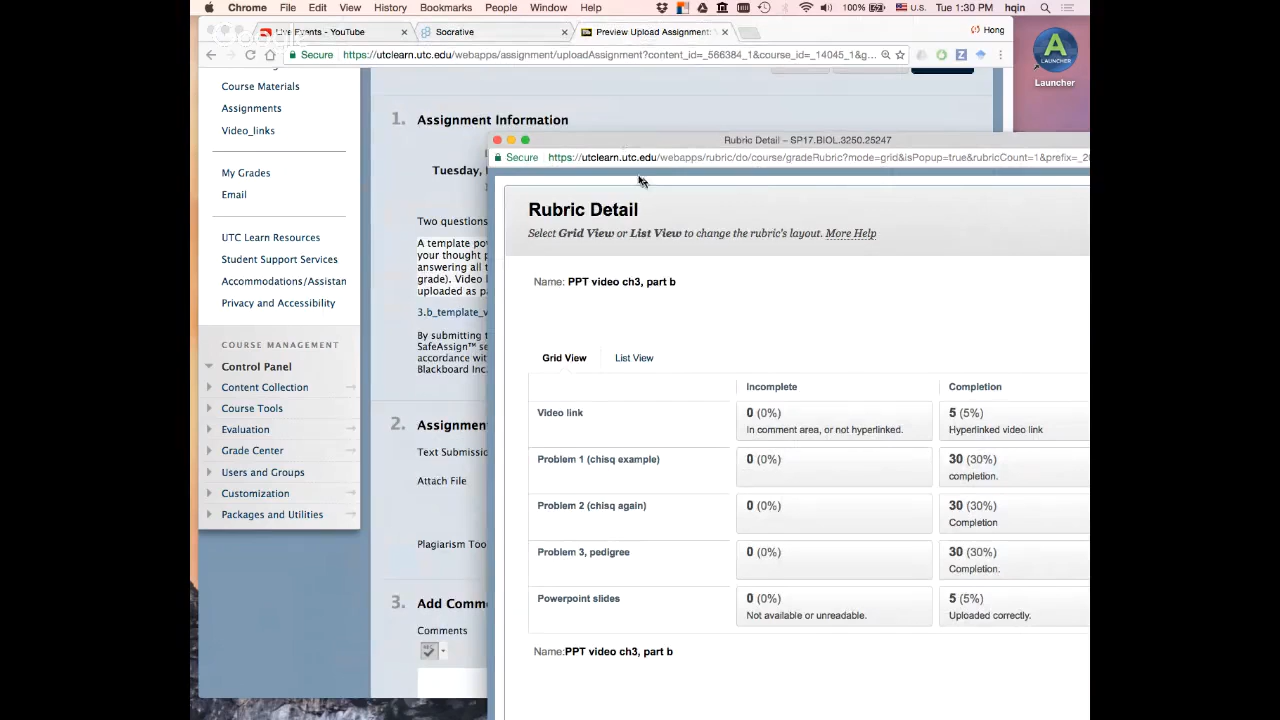 Chrome File Edit View History Bookmarks People Window Help 100% U.S. Tue 1:30 PM hqin
Live Events - YouTube Socrative Preview Upload Assignment: Hong
Secure https://utclearn.utc.edu/webapps/assignment/uploadAssignment?content_id=_566384_1&course_id=_14045_1&g...
A
LAUNCHER
Launcher
Course Materials
Assignments
Video_links
My Grades
Email
UTC Learn Resources
Student Support Services
Accommodations/Assistan
Privacy and Accessibility
COURSE MANAGEMENT
Control Panel
Content Collection
Course Tools
Evaluation
Grade Center
Users and Groups
Customization
Packages and Utilities
1. Assignment Information
Tuesday,
Two questions
A template po
your thought p
answering all t
grade). Video l
uploaded as p
3.b_template_v
By submitting t
SafeAssign™ se
accordance wit
Blackboard Inc.
2. Assignmen
Text Submissio
Attach File
Plagiarism Too
3. Add Comme
Comments
Rubric Detail – SP17.BIOL.3250.25247
Secure https://utclearn.utc.edu/webapps/rubric/do/course/gradeRubric?mode=grid&isPopup=true&rubricCount=1&prefix=_20
Rubric Detail
Select Grid View or List View to change the rubric's layout. More Help
Name: PPT video ch3, part b
Grid View List View
Incomplete Completion
Video link 0 (0%) 5 (5%)
In comment area, or not hyperlinked. Hyperlinked video link
Problem 1 (chisq example) 0 (0%) 30 (30%)
completion.
Problem 2 (chisq again) 0 (0%) 30 (30%)
Completion
Problem 3, pedigree 0 (0%) 30 (30%)
Completion.
Powerpoint slides 0 (0%) 5 (5%)
Not available or unreadable. Uploaded correctly.
Name:PPT video ch3, part b